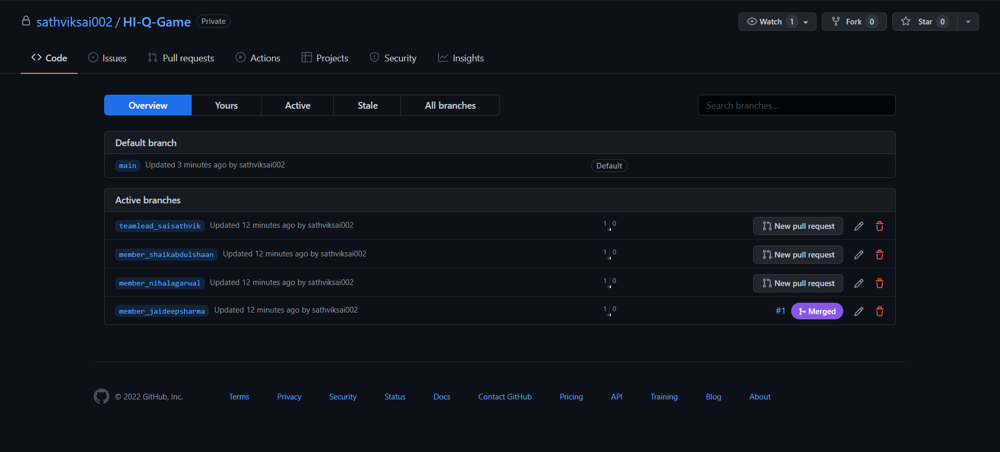 sathviksai002 / HI-Q-Game Private Watch 1 Fork 0 Star 0
Code Issues Pull requests Actions Projects Security Insights
Overview Yours Active Stale All branches Search branches...
Default branch
main Updated 3 minutes ago by sathviksai002 Default
Active branches
teamlead_saisathvik Updated 12 minutes ago by sathviksai002 1 0 New pull request
member_shaikabdulshaan Updated 12 minutes ago by sathviksai002 1 0 New pull request
member_nihalagarwal Updated 12 minutes ago by sathviksai002 1 0 New pull request
member_jaideepsharma Updated 12 minutes ago by sathviksai002 1 0 #1 Merged
© 2022 GitHub, Inc. Terms Privacy Security Status Docs Contact GitHub Pricing API Training Blog About